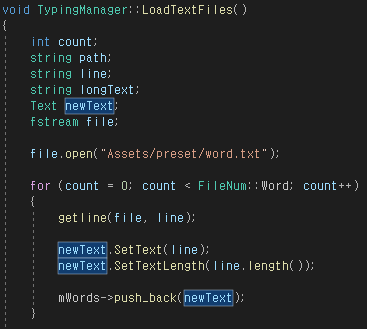 void TypingManager::LoadTextFiles()
{
    int count;
    string path;
    string line;
    string longText;
    Text newText;
    fstream file;

    file.open("Assets/preset/word.txt");

    for (count = 0; count < FileNum::Word; count++)
    {
        getline(file, line);

        newText.SetText(line);
        newText.SetTextLength(line.length());

        mWords->push_back(newText);
    }